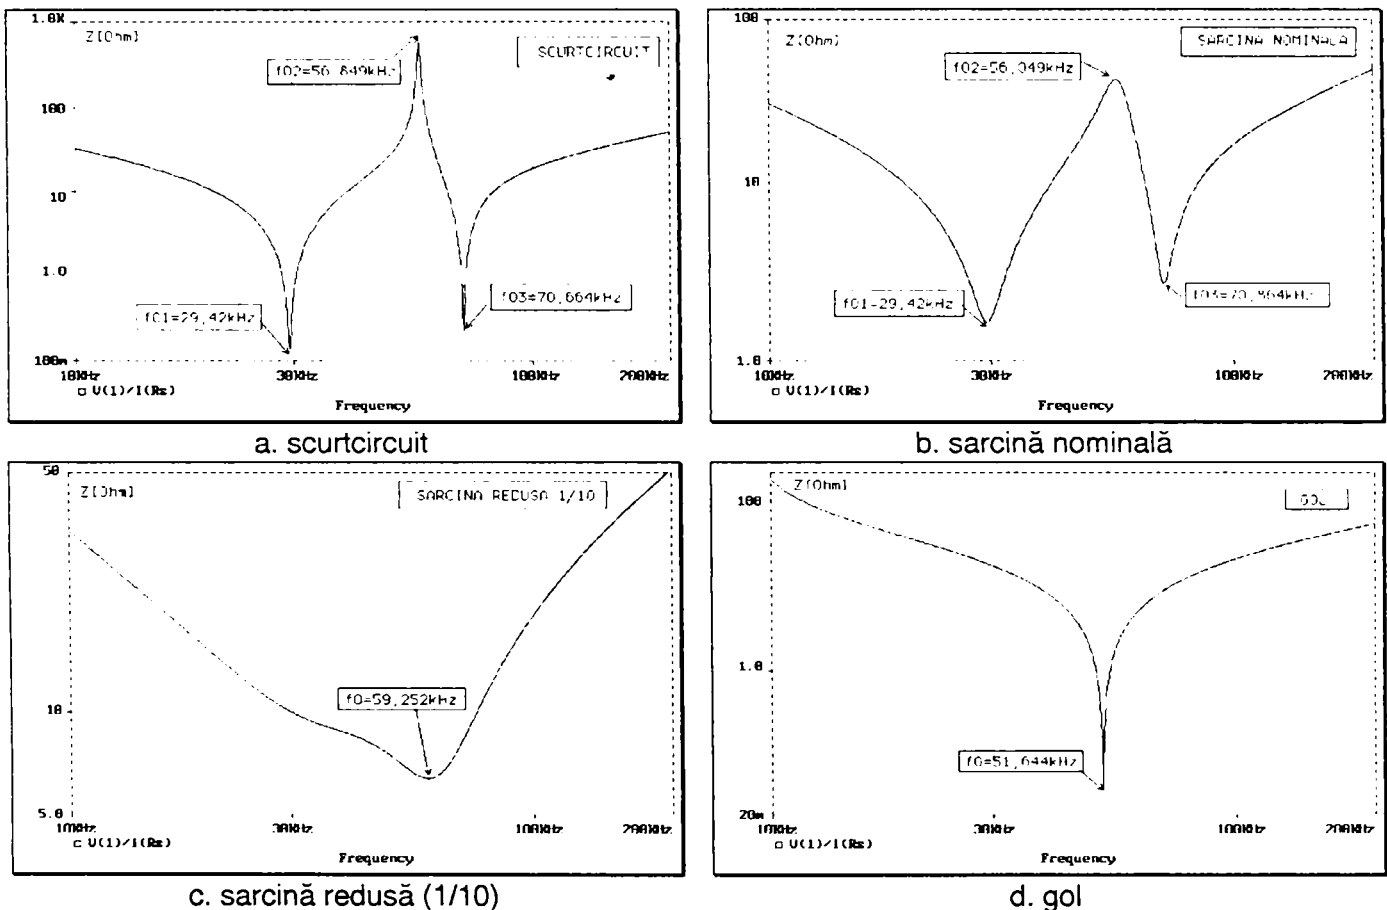 1.0K
Z[Ohm]
SCURTCIRCUIT
f02=56,849kHz
100
10
1.0
f01=29,42kHz
f03=70,664kHz
100m
10KHz
30KHz
100KHz
200KHz
□ V(1)/I(Rs)
Frequency
a. scurtcircuit
100
Z[Ohm]
SARCINA NOMINALA
f02=56,049kHz
10
f01=29,42kHz
f03=70,864kHz
1.0
10KHz
30KHz
100KHz
200KHz
□ V(1)/I(Rs)
Frequency
b. sarcină nominală
50
Z[Ohm]
SARCINA REDUSA 1/10
10
f0=59,252kHz
5.0
10KHz
30KHz
100KHz
200KHz
□ V(1)/I(Rs)
Frequency
c. sarcină redusă (1/10)
100
Z[Ohm]
GOL
1.0
f0=51,644kHz
20m
10KHz
30KHz
100KHz
200KHz
□ V(1)/I(Rs)
Frequency
d. gol